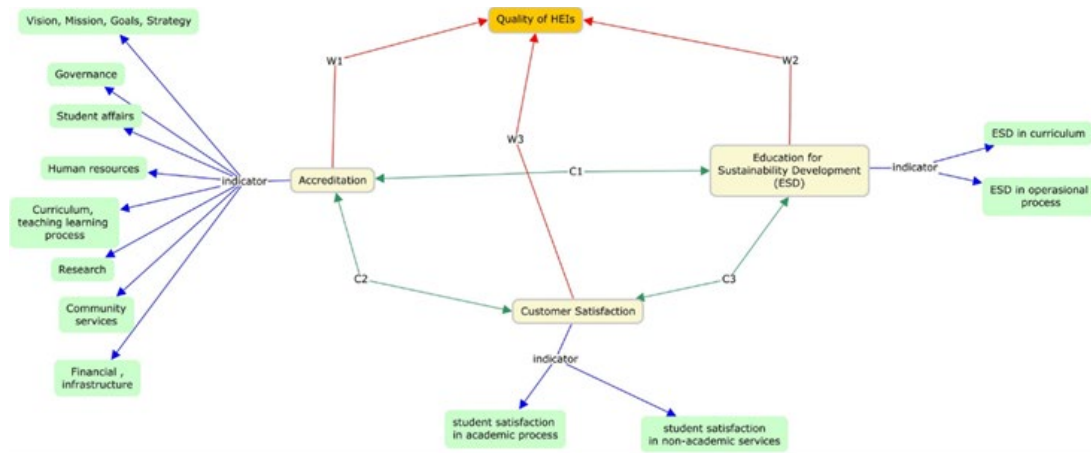 Vision, Mission, Goals, Strategy
Quality of HEIs
W1
W2
Governance
Student affairs
W3
ESD in curriculum
Human resources
indicator
Accreditation
C1
Education for
Sustainability Development
(ESD)
indicator
ESD in operasional
process
Curriculum,
teaching learning
process
Research
C2
C3
Community
services
Customer Satisfaction
indicator
Financial ,
infrastructure
student satisfaction
in academic process
student satisfaction
in non-academic services